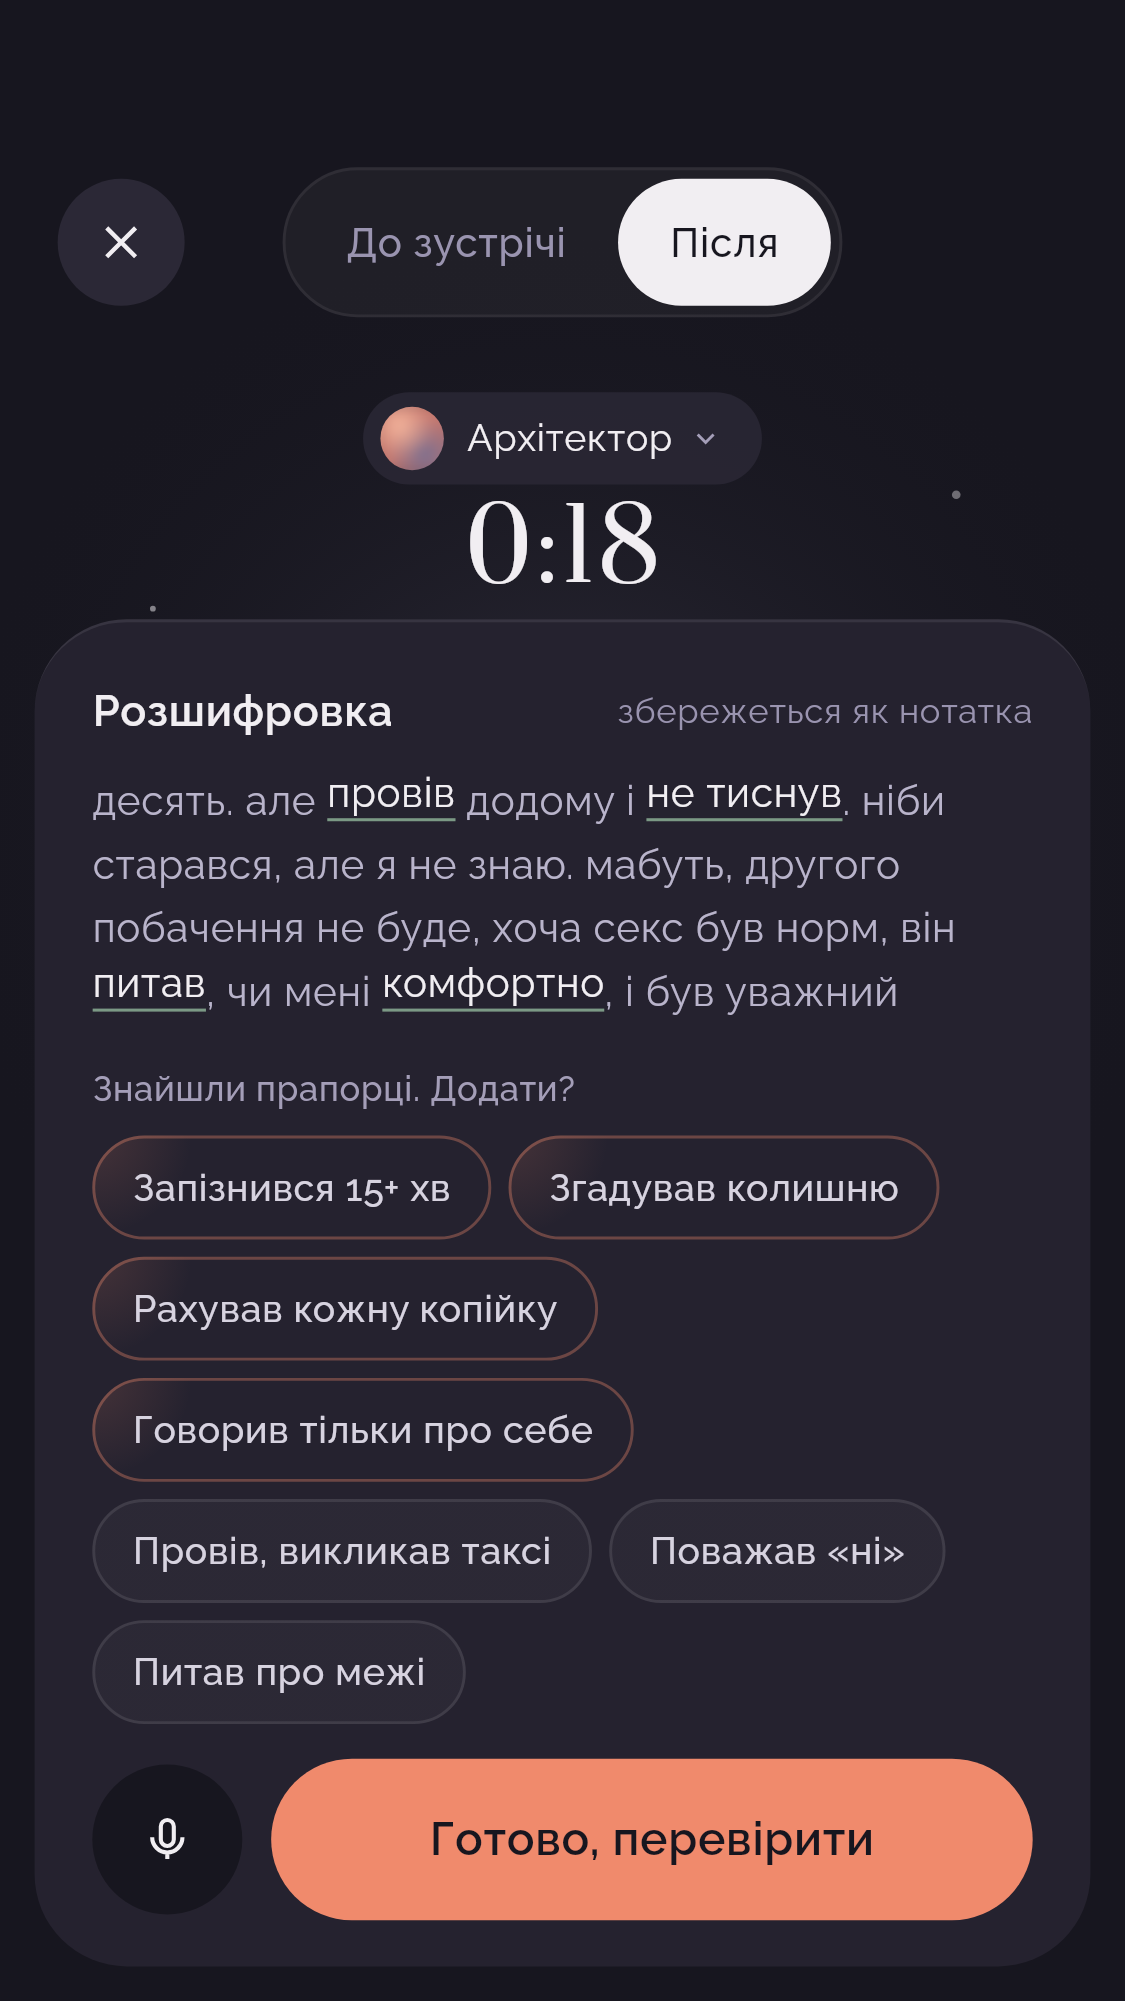 До зустрічі
Після
Архітектор
0:18
Розшифровка
збережеться як нотатка
десять. але провів додому і не тиснув. ніби
старався, але я не знаю. мабуть, другого
побачення не буде, хоча секс був норм, він
питав, чи мені комфортно, і був уважний
Знайшли прапорці. Додати?
Запізнився 15+ хв
Згадував колишню
Рахував кожну копійку
Говорив тільки про себе
Провів, викликав таксі
Поважав «ні»
Питав про межі
Готово, перевірити